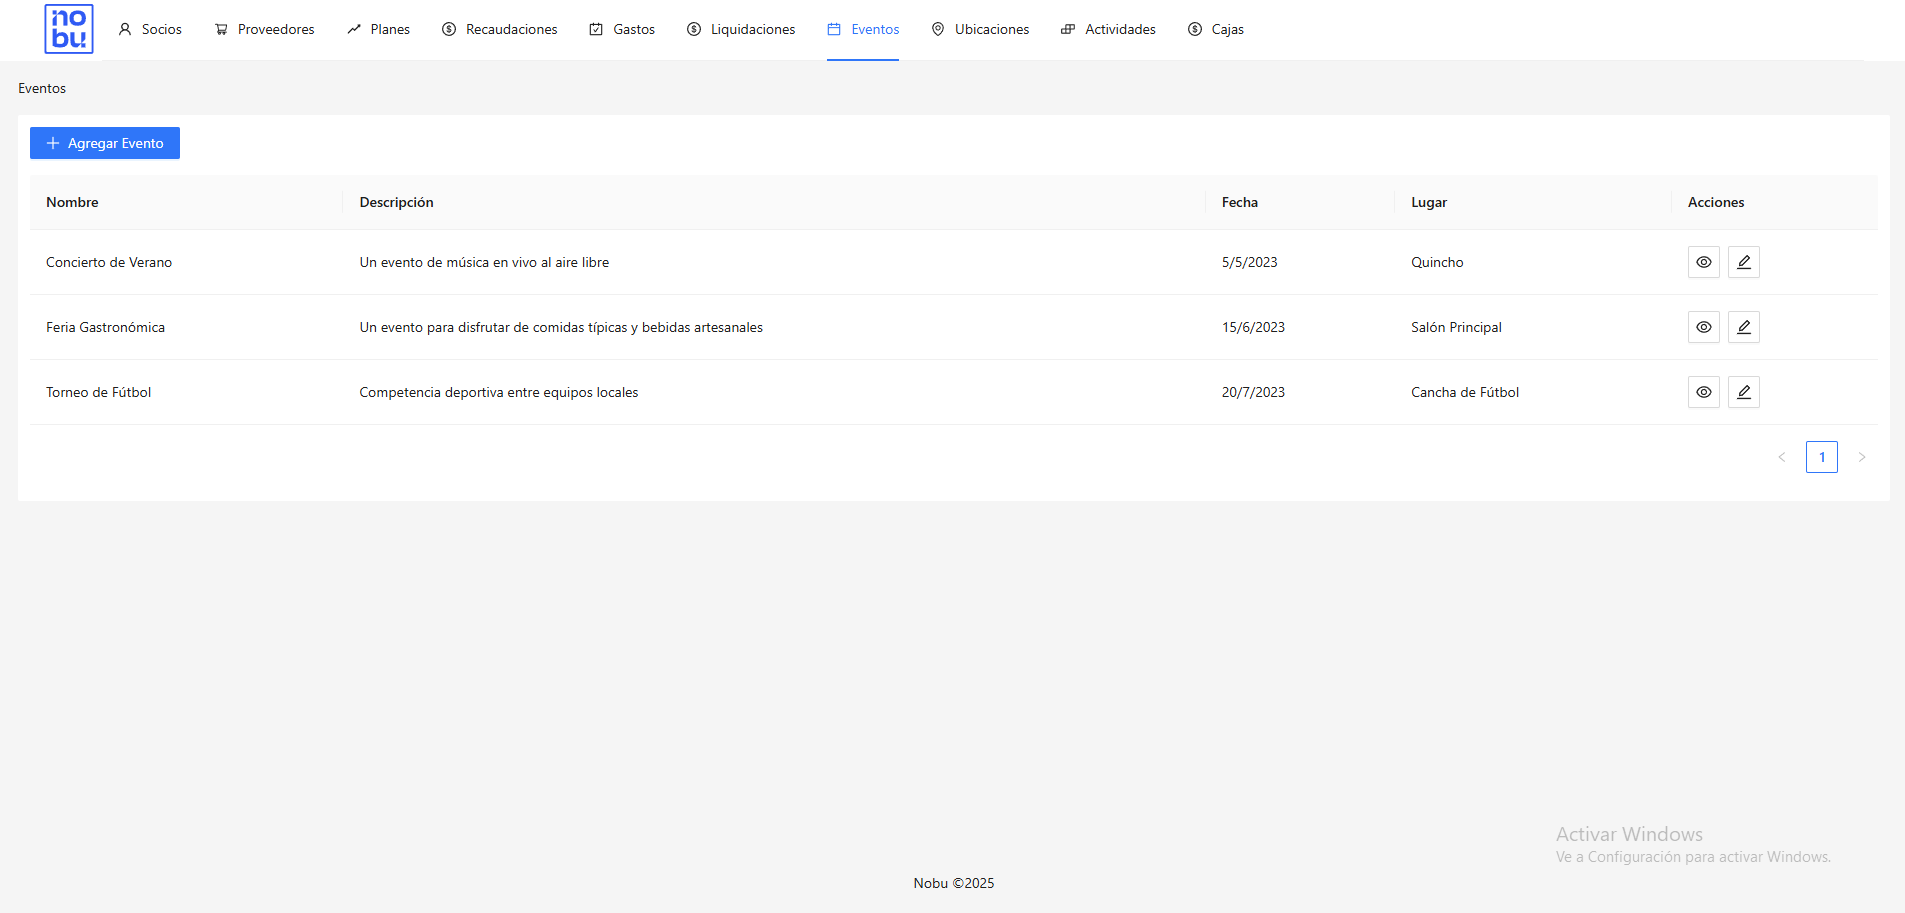 nobu Socios Proveedores Planes Recaudaciones Gastos Liquidaciones Eventos Ubicaciones Actividades Cajas
Eventos
Agregar Evento
Nombre Descripción Fecha Lugar Acciones
Concierto de Verano Un evento de música en vivo al aire libre 5/5/2023 Quincho
Feria Gastronómica Un evento para disfrutar de comidas típicas y bebidas artesanales 15/6/2023 Salón Principal
Torneo de Fútbol Competencia deportiva entre equipos locales 20/7/2023 Cancha de Fútbol
1
Activar Windows
Ve a Configuración para activar Windows.
Nobu ©2025